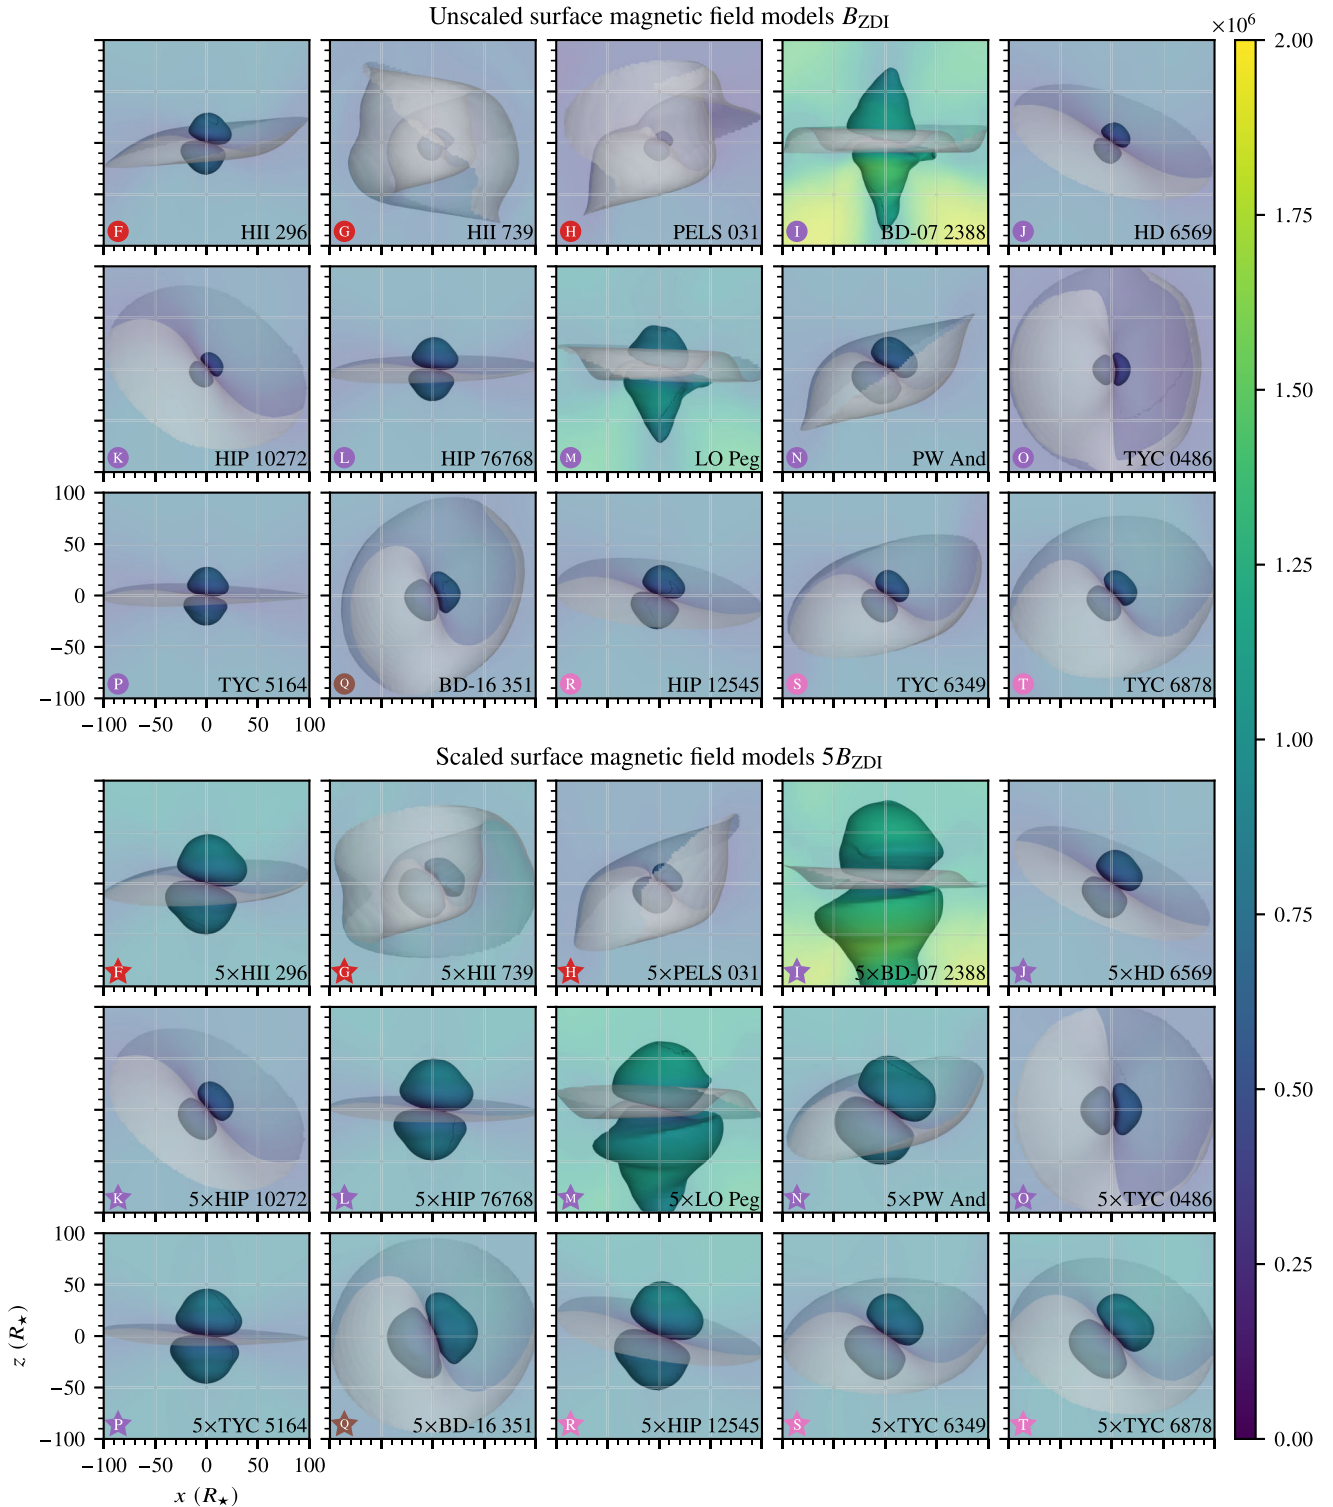 Unscaled surface magnetic field models B_ZDI
×10⁶
F HII 296
G HII 739
H PELS 031
I BD-07 2388
J HD 6569
K HIP 10272
L HIP 76768
M LO Peg
N PW And
O TYC 0486
P TYC 5164
Q BD-16 351
R HIP 12545
S TYC 6349
T TYC 6878
100
50
0
−50
−100
−100 −50 0 50 100
Scaled surface magnetic field models 5B_ZDI
F 5×HII 296
G 5×HII 739
H 5×PELS 031
I 5×BD-07 2388
J 5×HD 6569
K 5×HIP 10272
L 5×HIP 76768
M 5×LO Peg
N 5×PW And
O 5×TYC 0486
P 5×TYC 5164
Q 5×BD-16 351
R 5×HIP 12545
S 5×TYC 6349
T 5×TYC 6878
100
50
0
−50
−100
z (R★)
−100 −50 0 50 100
x (R★)
2.00
1.75
1.50
1.25
1.00
0.75
0.50
0.25
0.00